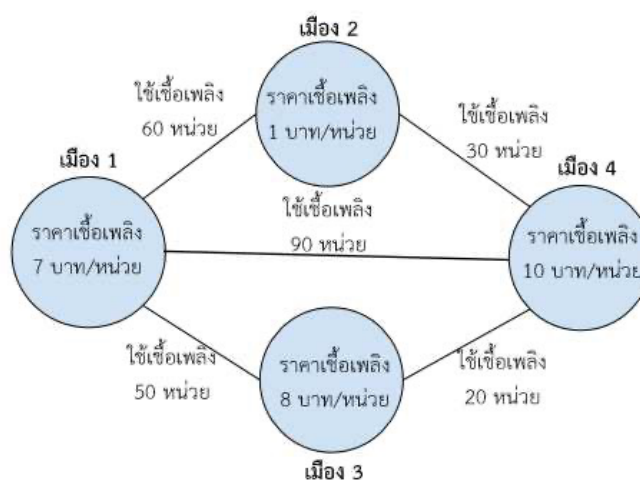 เมือง 2
ราคาเชื้อเพลิง
1 บาท/หน่วย
ใช้เชื้อเพลิง
60 หน่วย
ใช้เชื้อเพลิง
30 หน่วย
เมือง 1
ราคาเชื้อเพลิง
7 บาท/หน่วย
ใช้เชื้อเพลิง
90 หน่วย
เมือง 4
ราคาเชื้อเพลิง
10 บาท/หน่วย
ใช้เชื้อเพลิง
50 หน่วย
ราคาเชื้อเพลิง
8 บาท/หน่วย
ใช้เชื้อเพลิง
20 หน่วย
เมือง 3